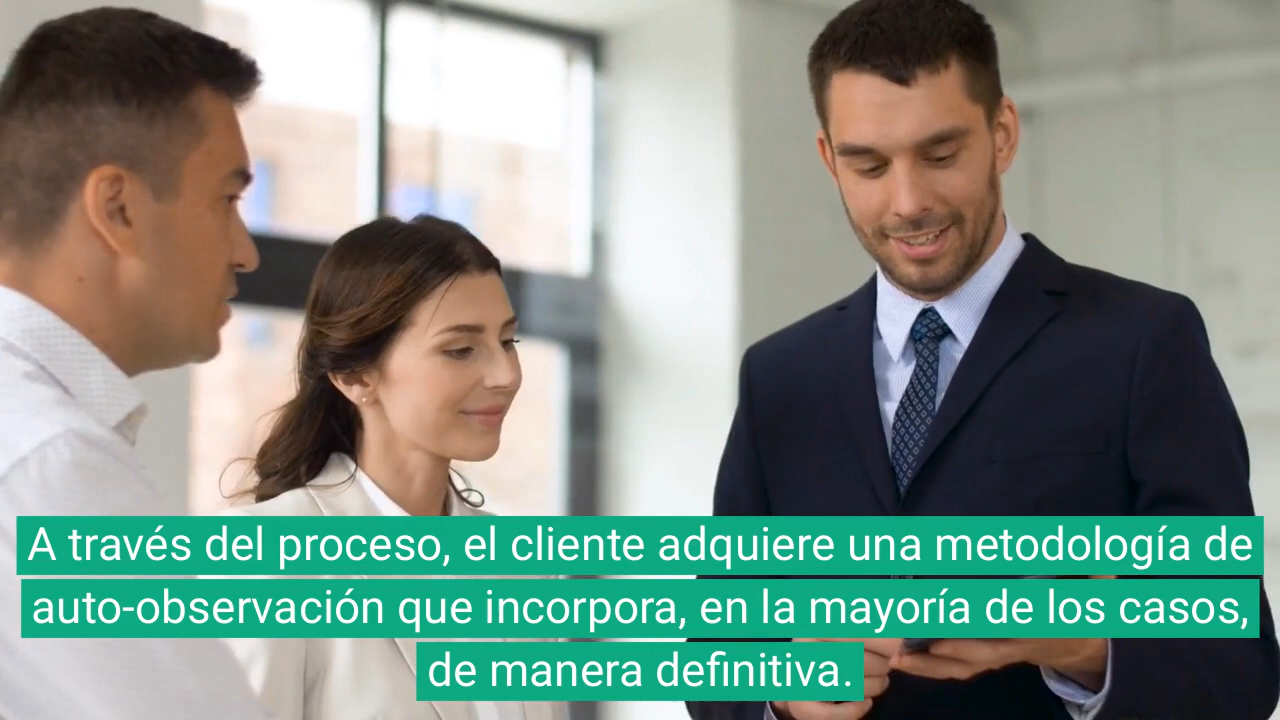 A través del proceso, el cliente adquiere una metodología de
auto-observación que incorpora, en la mayoría de los casos,
de manera definitiva.